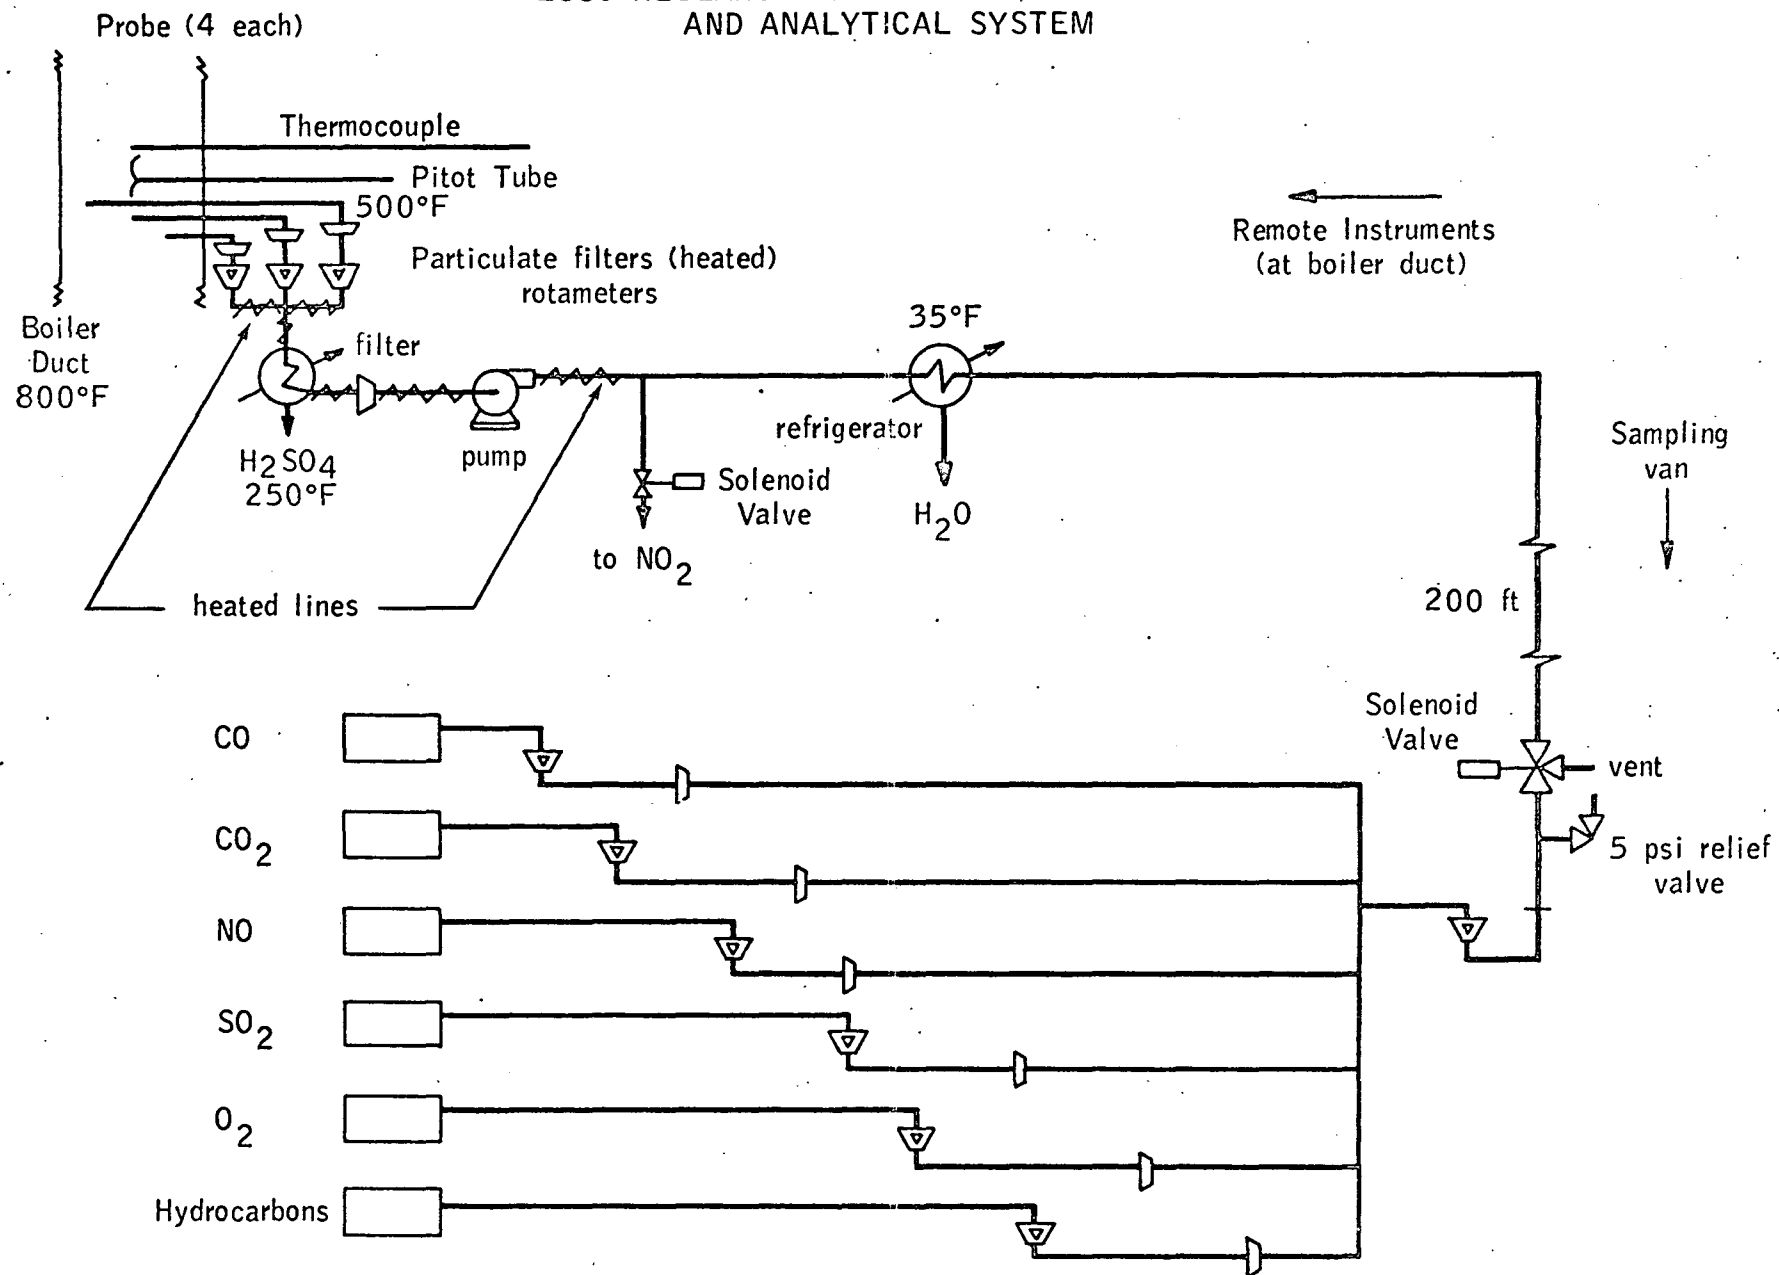 AND ANALYTICAL SYSTEM
Probe (4 each)
Thermocouple
Pitot Tube
500°F
Particulate filters (heated)
rotameters
Remote Instruments
(at boiler duct)
Boiler
Duct
800°F
filter
35°F
H2SO4
250°F
pump
Solenoid
Valve
to NO2
refrigerator
H2O
Sampling
van
heated lines
200 ft
Solenoid
Valve
vent
5 psi relief
valve
CO
CO2
NO
SO2
O2
Hydrocarbons